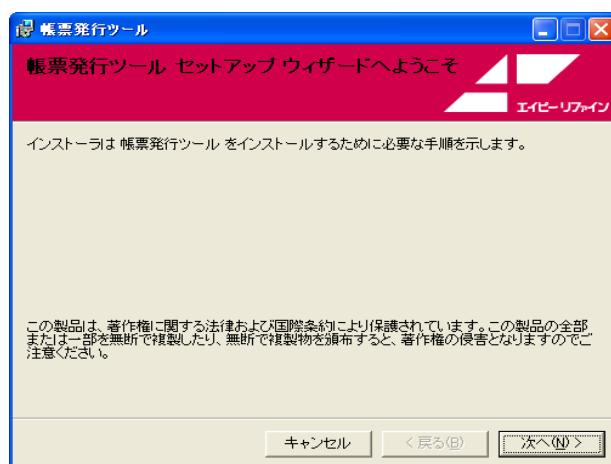 帳票発行ツール
帳票発行ツール セットアップ ウィザードへようこそ
エイピーリファイン
インストーラは 帳票発行ツール をインストールするために必要な手順を示します。
この製品は、著作権に関する法律および国際条約により保護されています。この製品の全部
または一部を無断で複製したり、無断で複製物を頒布すると、著作権の侵害となりますのでご
注意ください。
キャンセル
< 戻る(B)
次へ(N) >